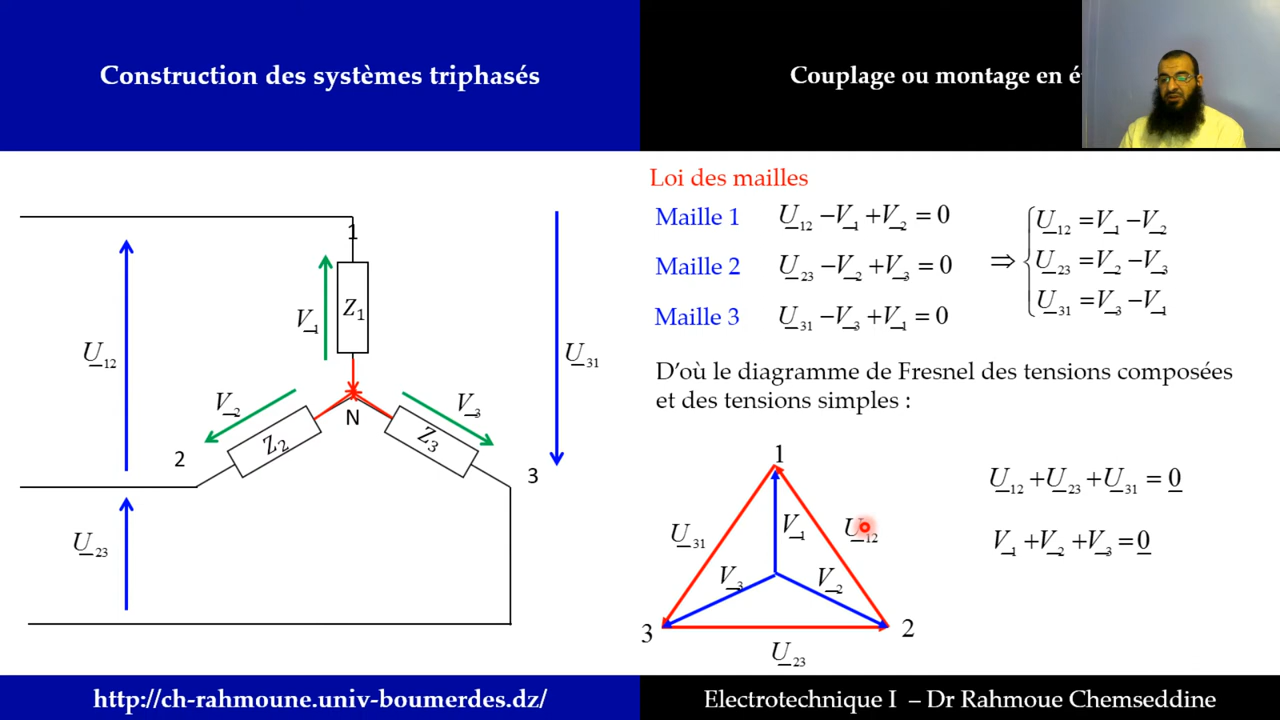 Construction des systèmes triphasés
Couplage ou montage en é
1
Z₁
V₁
U₁₂
U₃₁
V₂
V₃
N
Z₂
Z₃
2
3
U₂₃
Loi des mailles
Maille 1 U₁₂ −V₁ +V₂ = 0
Maille 2 U₂₃ −V₂ +V₃ = 0
Maille 3 U₃₁ −V₃ +V₁ = 0
⇒ { U₁₂ =V₁ −V₂
U₂₃ =V₂ −V₃
U₃₁ =V₃ −V₁
D'où le diagramme de Fresnel des tensions composées
et des tensions simples :
1
U₃₁
V₁
U₁₂
V₃
V₂
3
2
U₂₃
U₁₂ +U₂₃ +U₃₁ = 0
V₁ +V₂ +V₃ = 0
http://ch-rahmoune.univ-boumerdes.dz/
Electrotechnique I – Dr Rahmoue Chemseddine